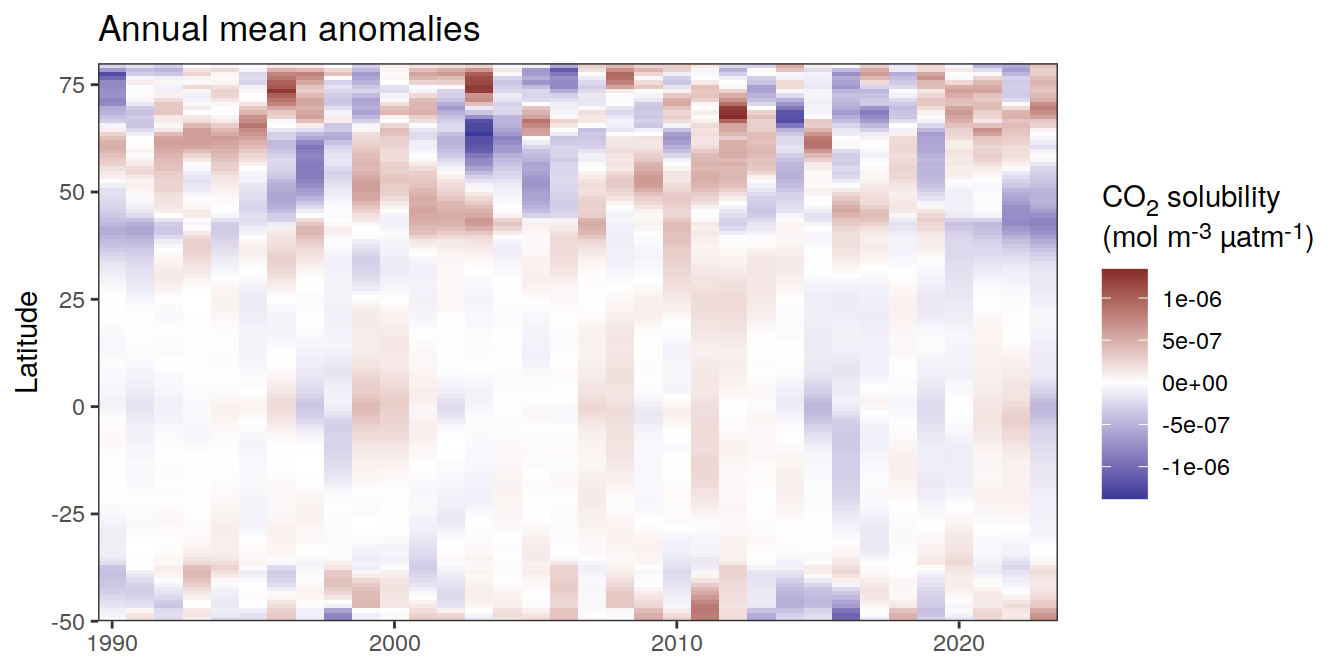 Annual mean anomalies
75
50
25
0
-25
-50
Latitude
1990
2000
2010
2020
CO₂ solubility
(mol m⁻³ µatm⁻¹)
1e-06
5e-07
0e+00
-5e-07
-1e-06